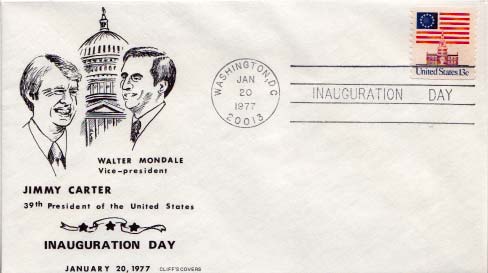 WALTER MONDALE
Vice-president
JIMMY CARTER
39th President of the United States
INAUGURATION DAY
JANUARY 20, 1977
CLIFF'S COVERS
WASHINGTON, DC
JAN
20
1977
20013
INAUGURATION DAY
United States 13c